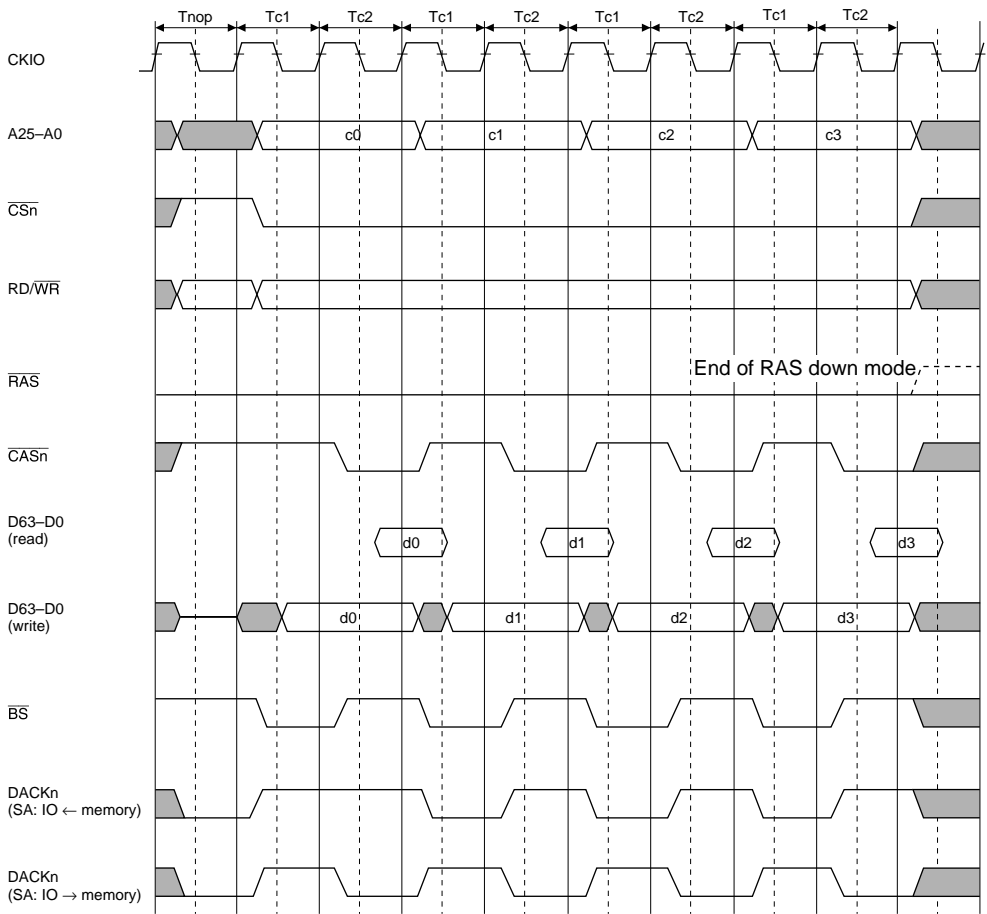 Tnop Tc1 Tc2 Tc1 Tc2 Tc1 Tc2 Tc1 Tc2
CKIO
A25–A0 c0 c1 c2 c3
CSn
RD/WR
End of RAS down mode
RAS
CASn
D63–D0
(read)
d0 d1 d2 d3
D63–D0
(write)
d0 d1 d2 d3
BS
DACKn
(SA: IO ← memory)
DACKn
(SA: IO → memory)